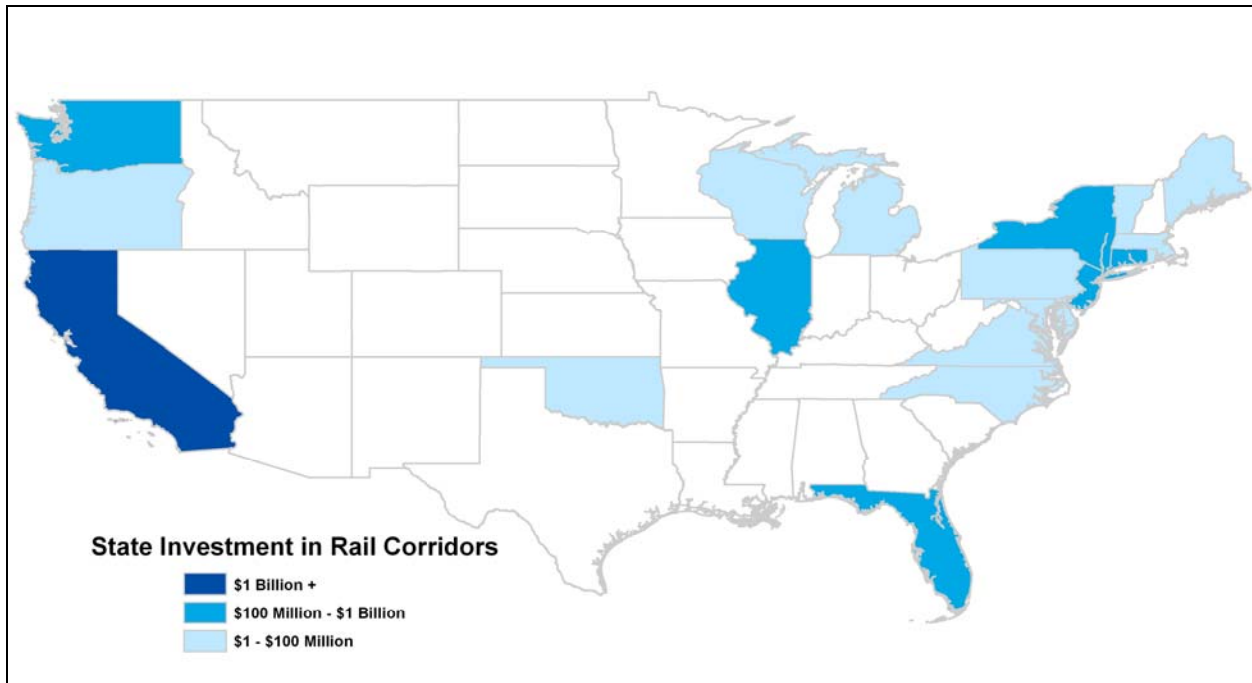 State Investment in Rail Corridors
$1 Billion +
$100 Million - $1 Billion
$1 - $100 Million